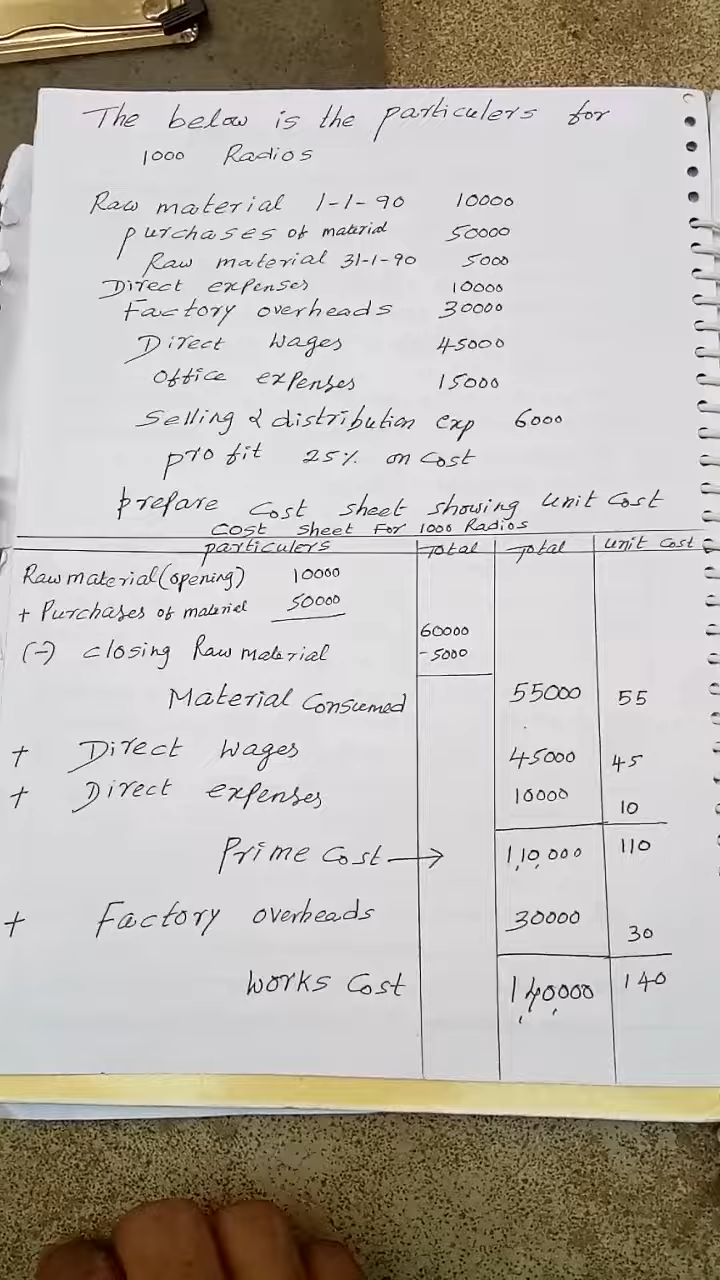 The below is the particulers for
1000 Radios
Raw material 1-1-90 10000
purchases of material 50000
Raw material 31-1-90 5000
Direct expenses 10000
Factory overheads 30000
Direct wages 45000
office expenses 15000
Selling & distribution exp 6000
profit 25% on cost
prepare cost sheet showing unit cost
COST Sheet FOR 1000 Radios
particulers Total Total unit cost
Raw material (opening) 10000
+ Purchases of material 50000
60000
(-) closing Raw material -5000
Material Consumed 55000 55
+ Direct wages 45000 45
+ Direct expenses 10000 10
Prime cost → 1,10,000 110
+ Factory overheads 30000 30
Works Cost 1,40,000 140